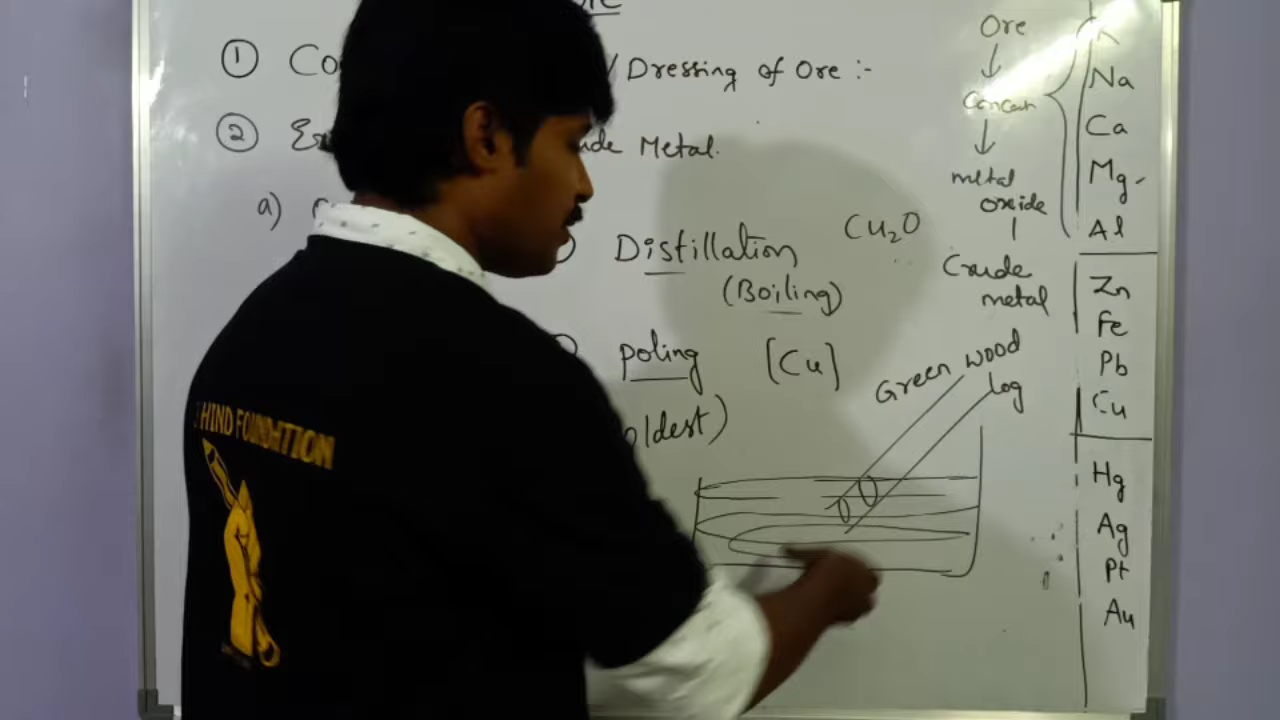 ① Co / Dressing of Ore :-
② Ex ude Metal.
a)
Distillation
(Boiling)
Cu₂O
poling [Cu]
oldest)
Green wood
log
Ore
↓
Concen
↓
metal
oxide
Crude
metal
K
Na
Ca
Mg
Al
Zn
Fe
Pb
Cu
Hg
Ag
Pt
Au
HIND FOUNDATION